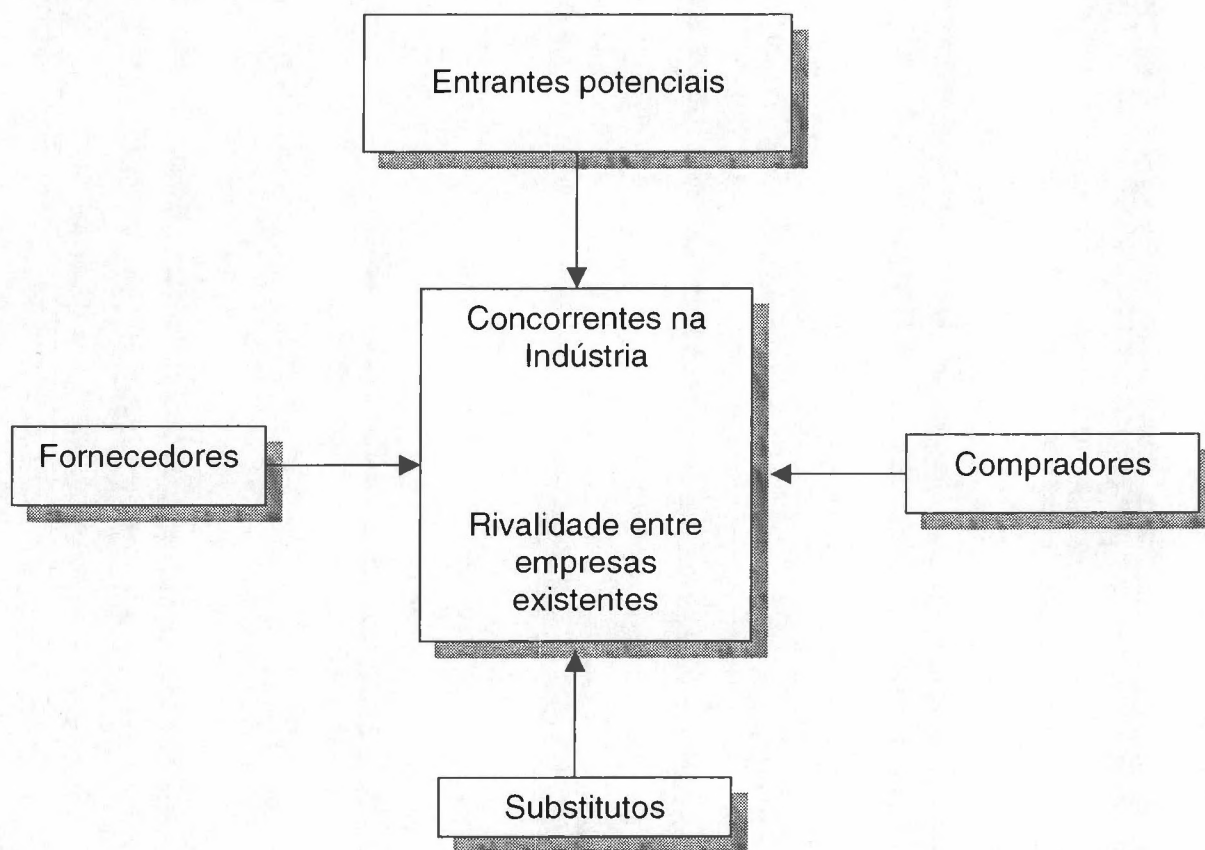 Entrantes potenciais
Concorrentes na
Indústria
Fornecedores
Compradores
Rivalidade entre
empresas
existentes
Substitutos